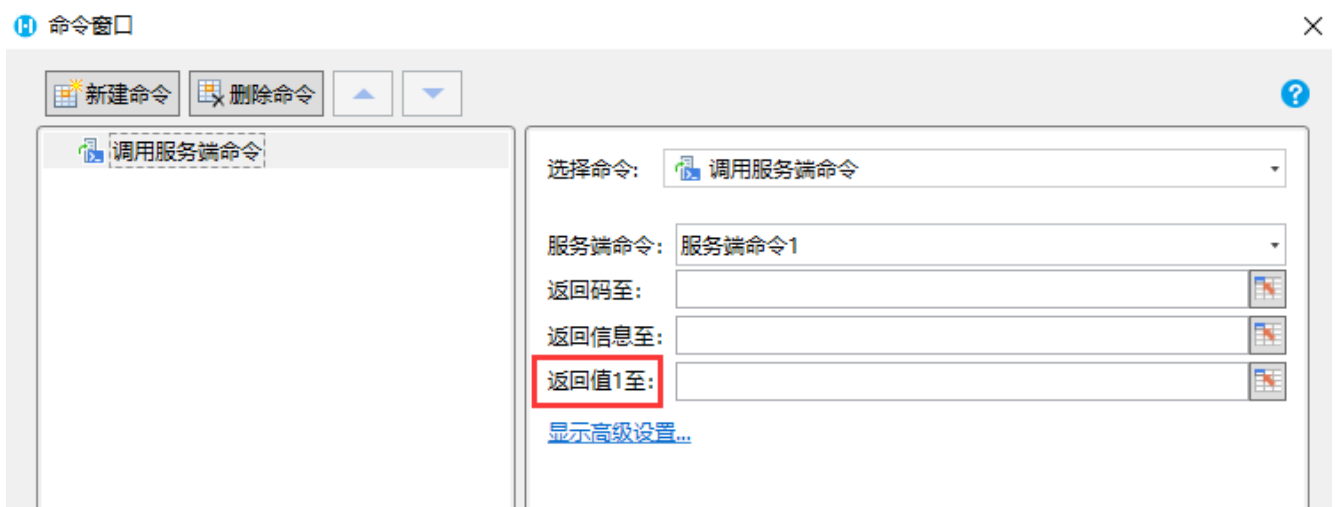 命令窗口
新建命令 删除命令
调用服务端命令
选择命令: 调用服务端命令
服务端命令: 服务端命令1
返回码至:
返回信息至:
返回值1至:
显示高级设置...